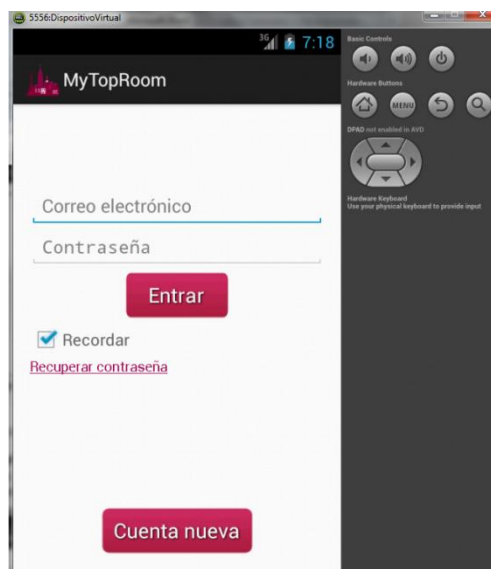 5556:DispositivoVirtual
3G 7:18
MyTopRoom
Correo electrónico
Contraseña
Entrar
Recordar
Recuperar contraseña
Cuenta nueva
Basic Controls
Hardware Buttons
MENU
DPAD not enabled in AVD
Hardware Keyboard
Use your physical keyboard to provide input